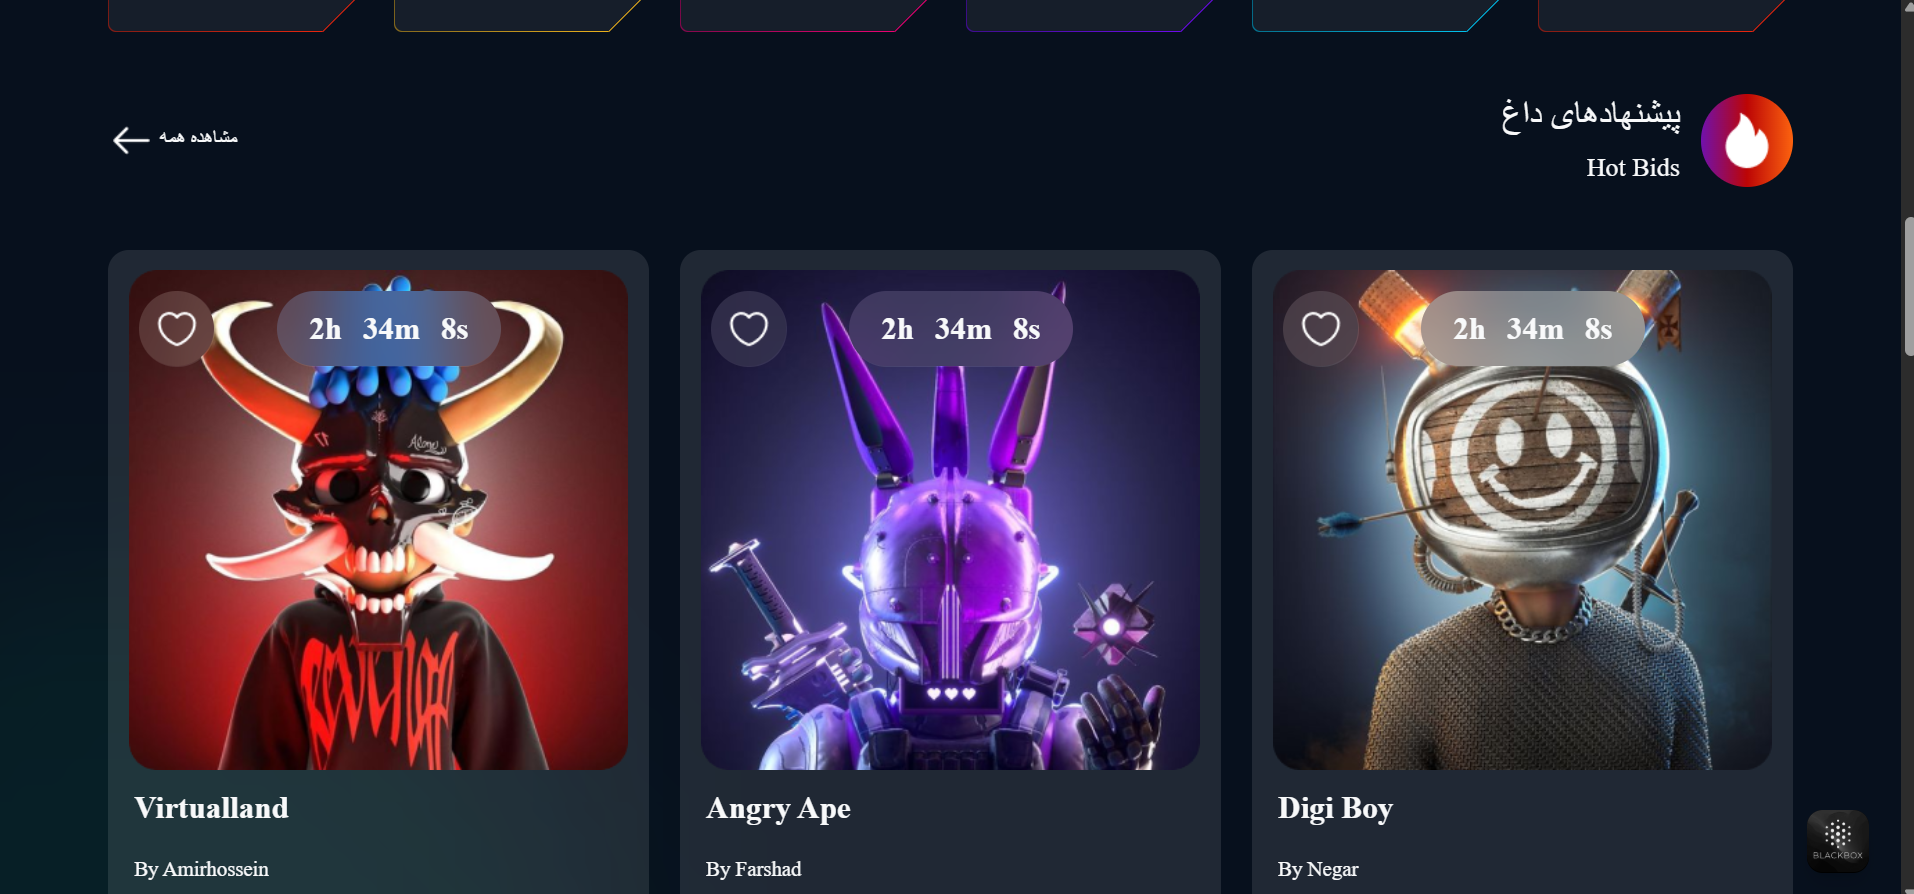 پیشنهادهای داغ
Hot Bids
مشاهده همه
2h 34m 8s
2h 34m 8s
2h 34m 8s
Alone
Virtualland
Angry Ape
Digi Boy
By Amirhossein
By Farshad
By Negar
BLACKBOX